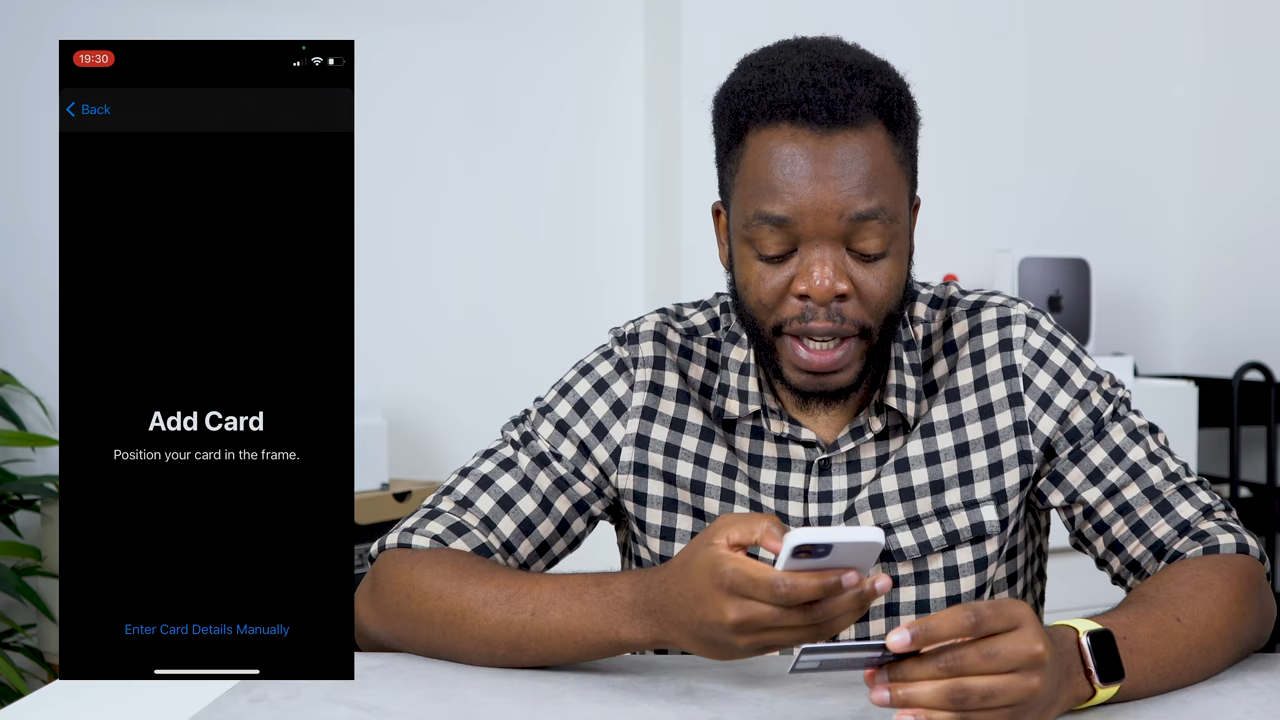 19:30
Back
Add Card
Position your card in the frame.
Enter Card Details Manually